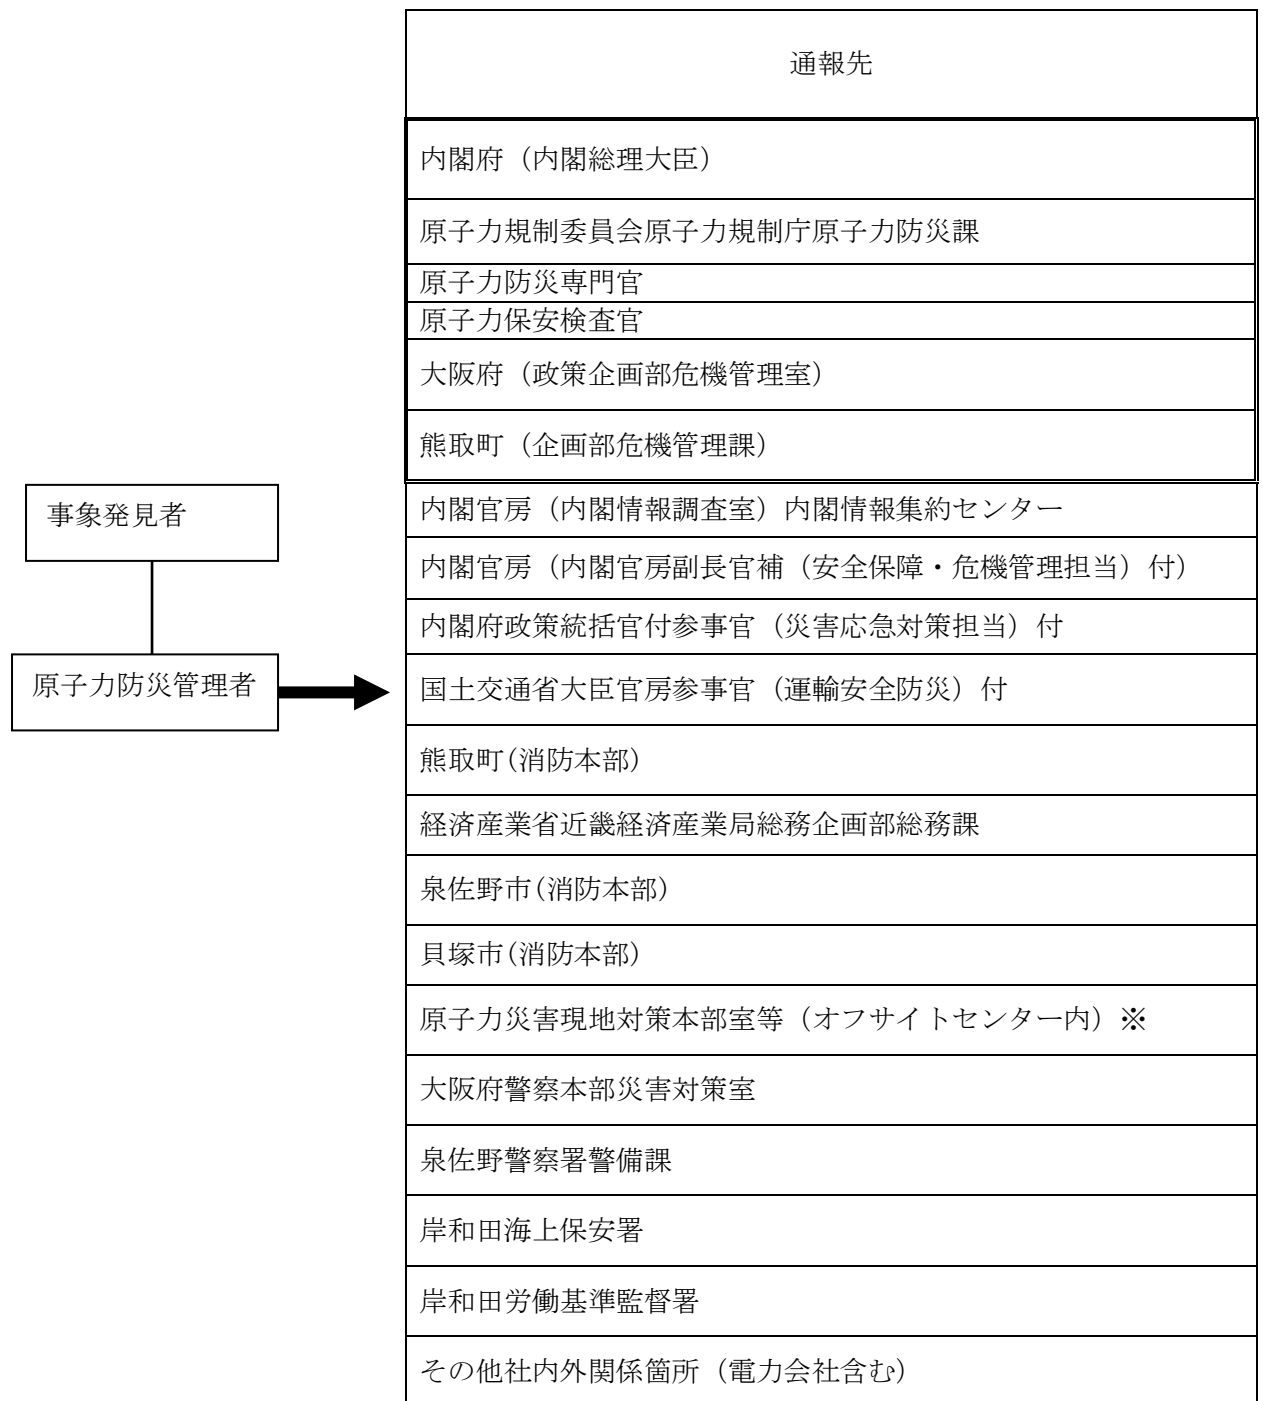 通報先
内閣府（内閣総理大臣）
原子力規制委員会原子力規制庁原子力防災課
原子力防災専門官
原子力保安検査官
大阪府（政策企画部危機管理室）
熊取町（企画部危機管理課）
内閣官房（内閣情報調査室）内閣情報集約センター
内閣官房（内閣官房副長官補（安全保障・危機管理担当）付）
内閣府政策統括官付参事官（災害応急対策担当）付
国土交通省大臣官房参事官（運輸安全防災）付
熊取町(消防本部)
経済産業省近畿経済産業局総務企画部総務課
泉佐野市(消防本部)
貝塚市(消防本部)
原子力災害現地対策本部室等（オフサイトセンター内）※
大阪府警察本部災害対策室
泉佐野警察署警備課
岸和田海上保安署
岸和田労働基準監督署
その他社内外関係箇所（電力会社含む）
事象発見者
原子力防災管理者